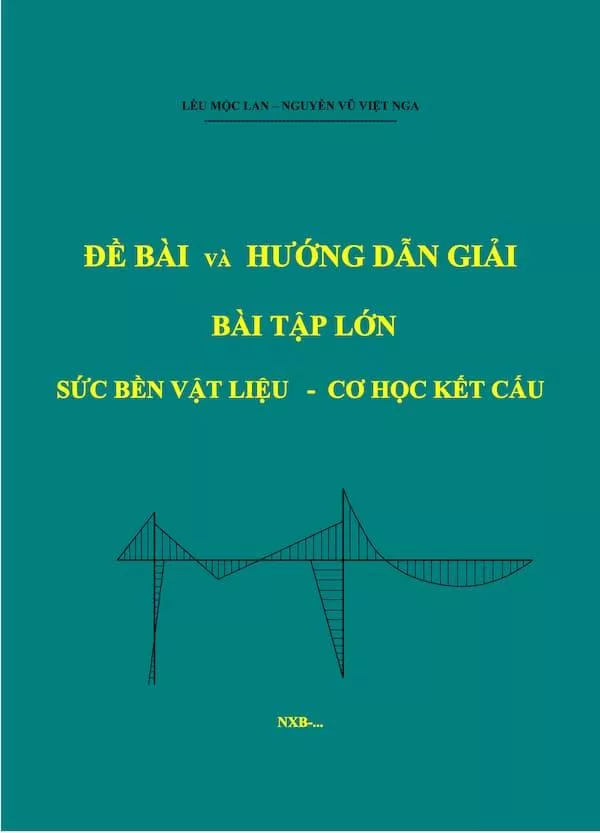 LỀU MỘC LAN – NGUYỄN VŨ VIỆT NGA
ĐỀ BÀI VÀ HƯỚNG DẪN GIẢI
BÀI TẬP LỚN
SỨC BỀN VẬT LIỆU - CƠ HỌC KẾT CẤU
NXB-...